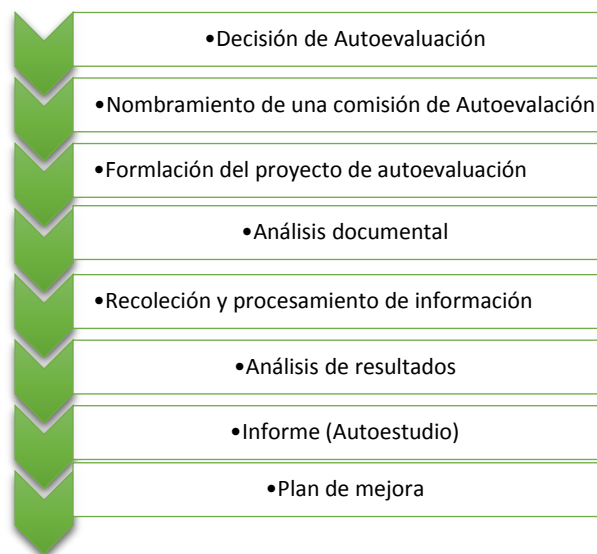 •Decisión de Autoevaluación
•Nombramiento de una comisión de Autoevalación
•Formlación del proyecto de autoevaluación
•Análisis documental
•Recoleción y procesamiento de información
•Análisis de resultados
•Informe (Autoestudio)
•Plan de mejora